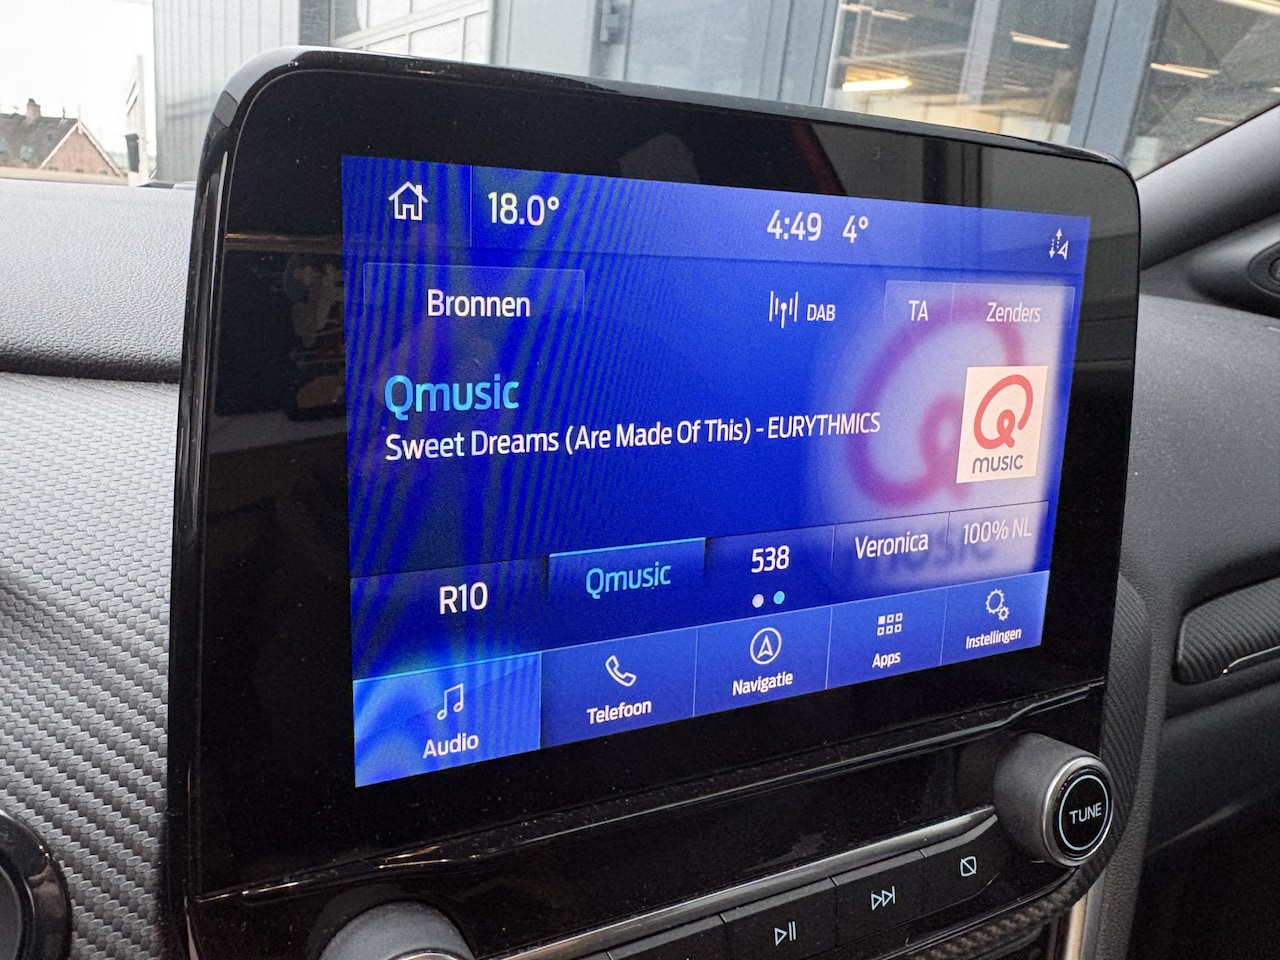 18.0°
4:49 4°
Bronnen
DAB
TA
Zenders
Qmusic
Sweet Dreams (Are Made Of This) - EURYTHMICS
Q
music
R10
Qmusic
538
Veronica
100% NL
Audio
Telefoon
Navigatie
Apps
Instellingen
TUNE